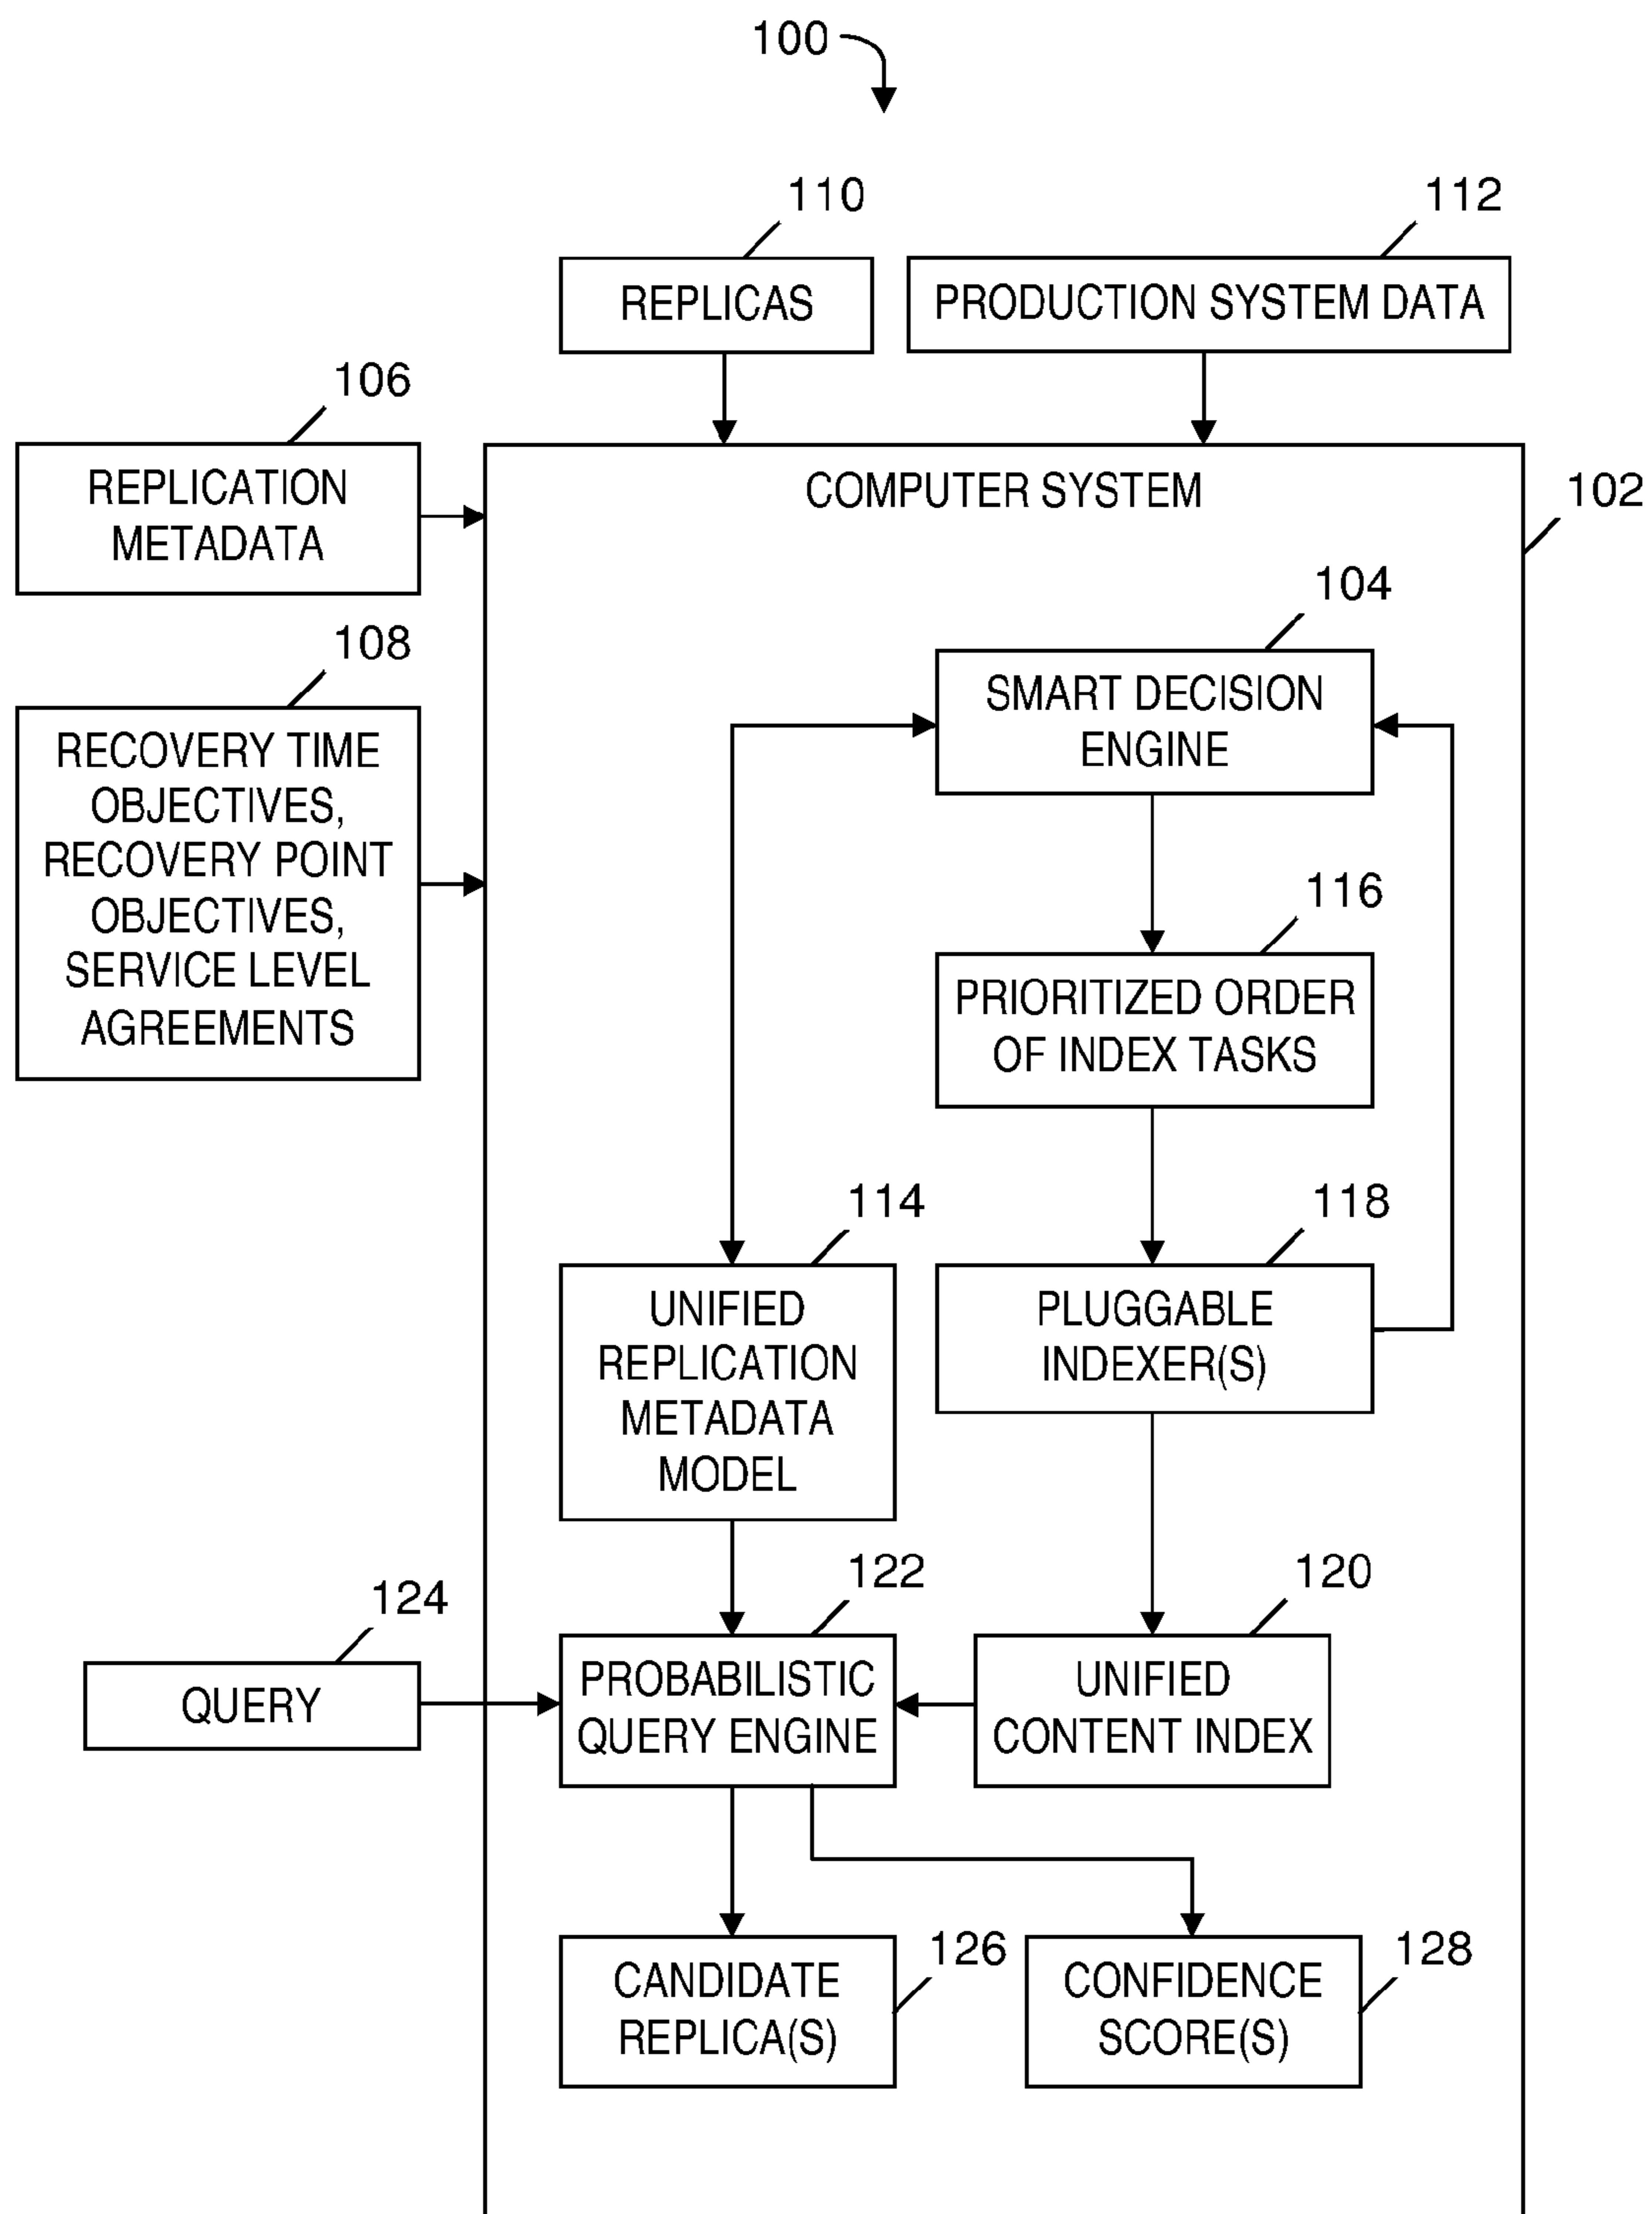 100
110
112
REPLICAS
PRODUCTION SYSTEM DATA
106
REPLICATION
METADATA
COMPUTER SYSTEM
102
108
RECOVERY TIME
OBJECTIVES,
RECOVERY POINT
OBJECTIVES,
SERVICE LEVEL
AGREEMENTS
104
SMART DECISION
ENGINE
116
PRIORITIZED ORDER
OF INDEX TASKS
114
UNIFIED
REPLICATION
METADATA
MODEL
118
PLUGGABLE
INDEXER(S)
124
QUERY
122
PROBABILISTIC
QUERY ENGINE
120
UNIFIED
CONTENT INDEX
126
CANDIDATE
REPLICA(S)
128
CONFIDENCE
SCORE(S)